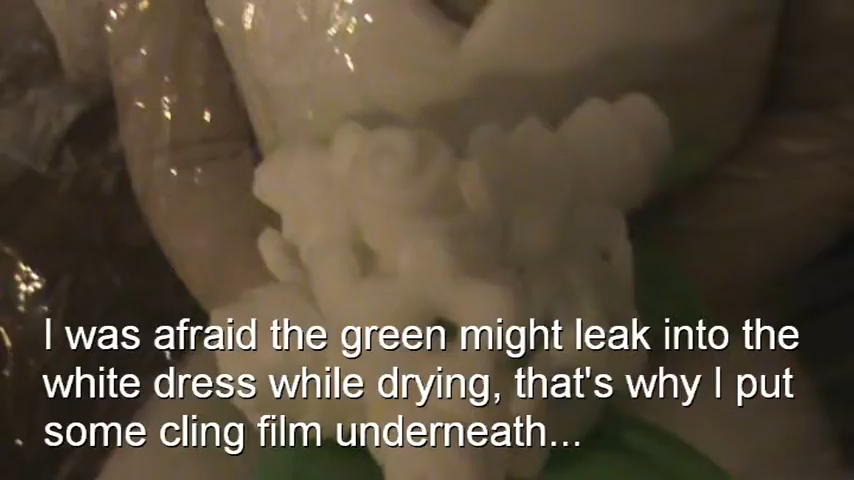 I was afraid the green might leak into the
white dress while drying, that's why I put
some cling film underneath...